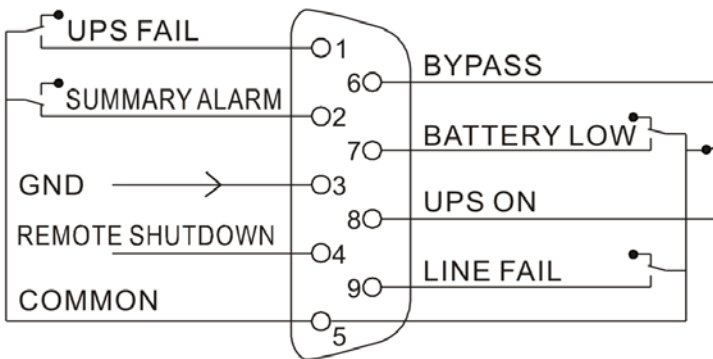 UPS FAIL
1
BYPASS
6
SUMMARY ALARM
2
BATTERY LOW
7
GND
3
UPS ON
8
REMOTE SHUTDOWN
4
LINE FAIL
9
COMMON
5